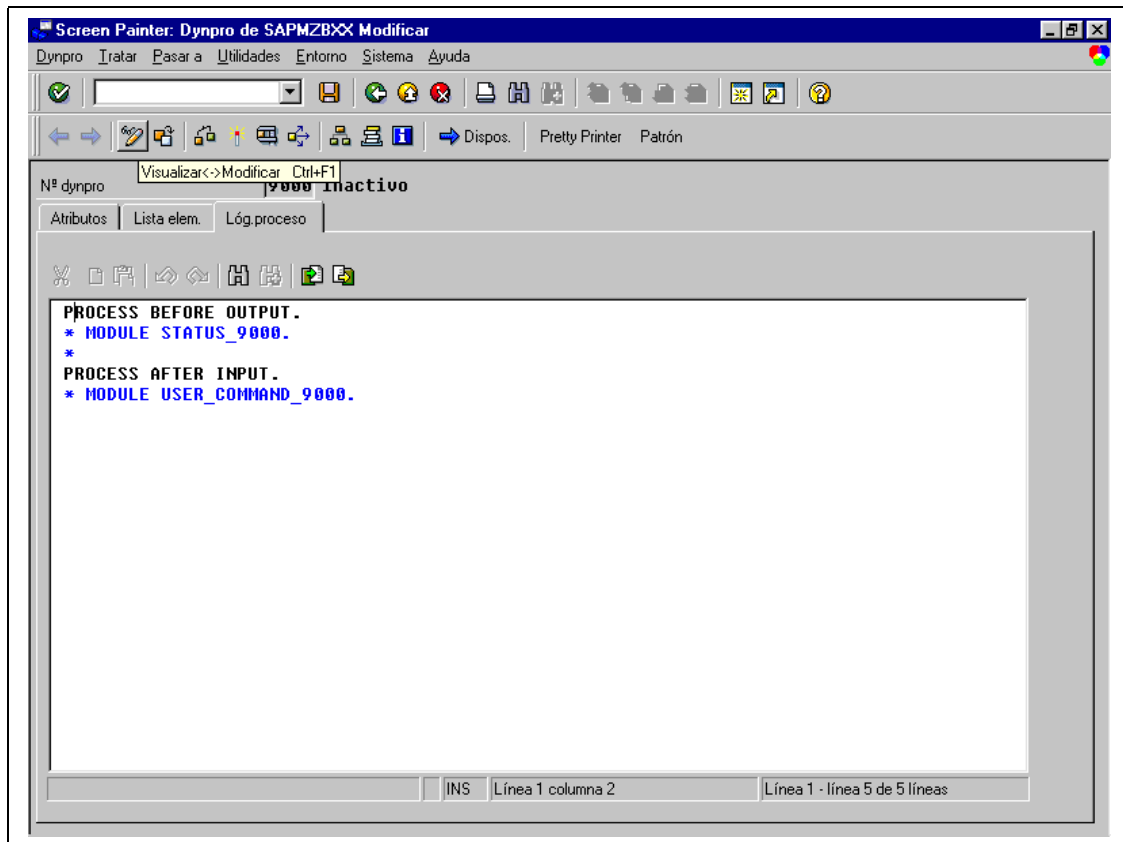 Screen Painter: Dynpro de SAPMZBXX Modificar
Dynpro Tratar Pasar a Utilidades Entorno Sistema Ayuda
Dispos. Pretty Printer Patrón
Visualizar<->Modificar Ctrl+F1
Nº dynpro 9000 Inactivo
Atributos Lista elem. Lóg.proceso
PROCESS BEFORE OUTPUT.
* MODULE STATUS_9000.
*
PROCESS AFTER INPUT.
* MODULE USER_COMMAND_9000.
INS Línea 1 columna 2 Línea 1 - línea 5 de 5 líneas